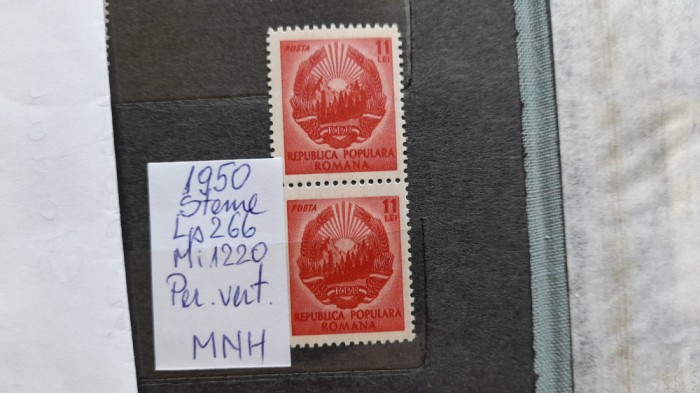 1950
Steme
Lp 266
Mi 1220
Per. vert.
MNH
POSTA 11
LEI
R P R
REPUBLICA POPULARA
ROMANA
POSTA 11
LEI
R P R
REPUBLICA POPULARA
ROMANA